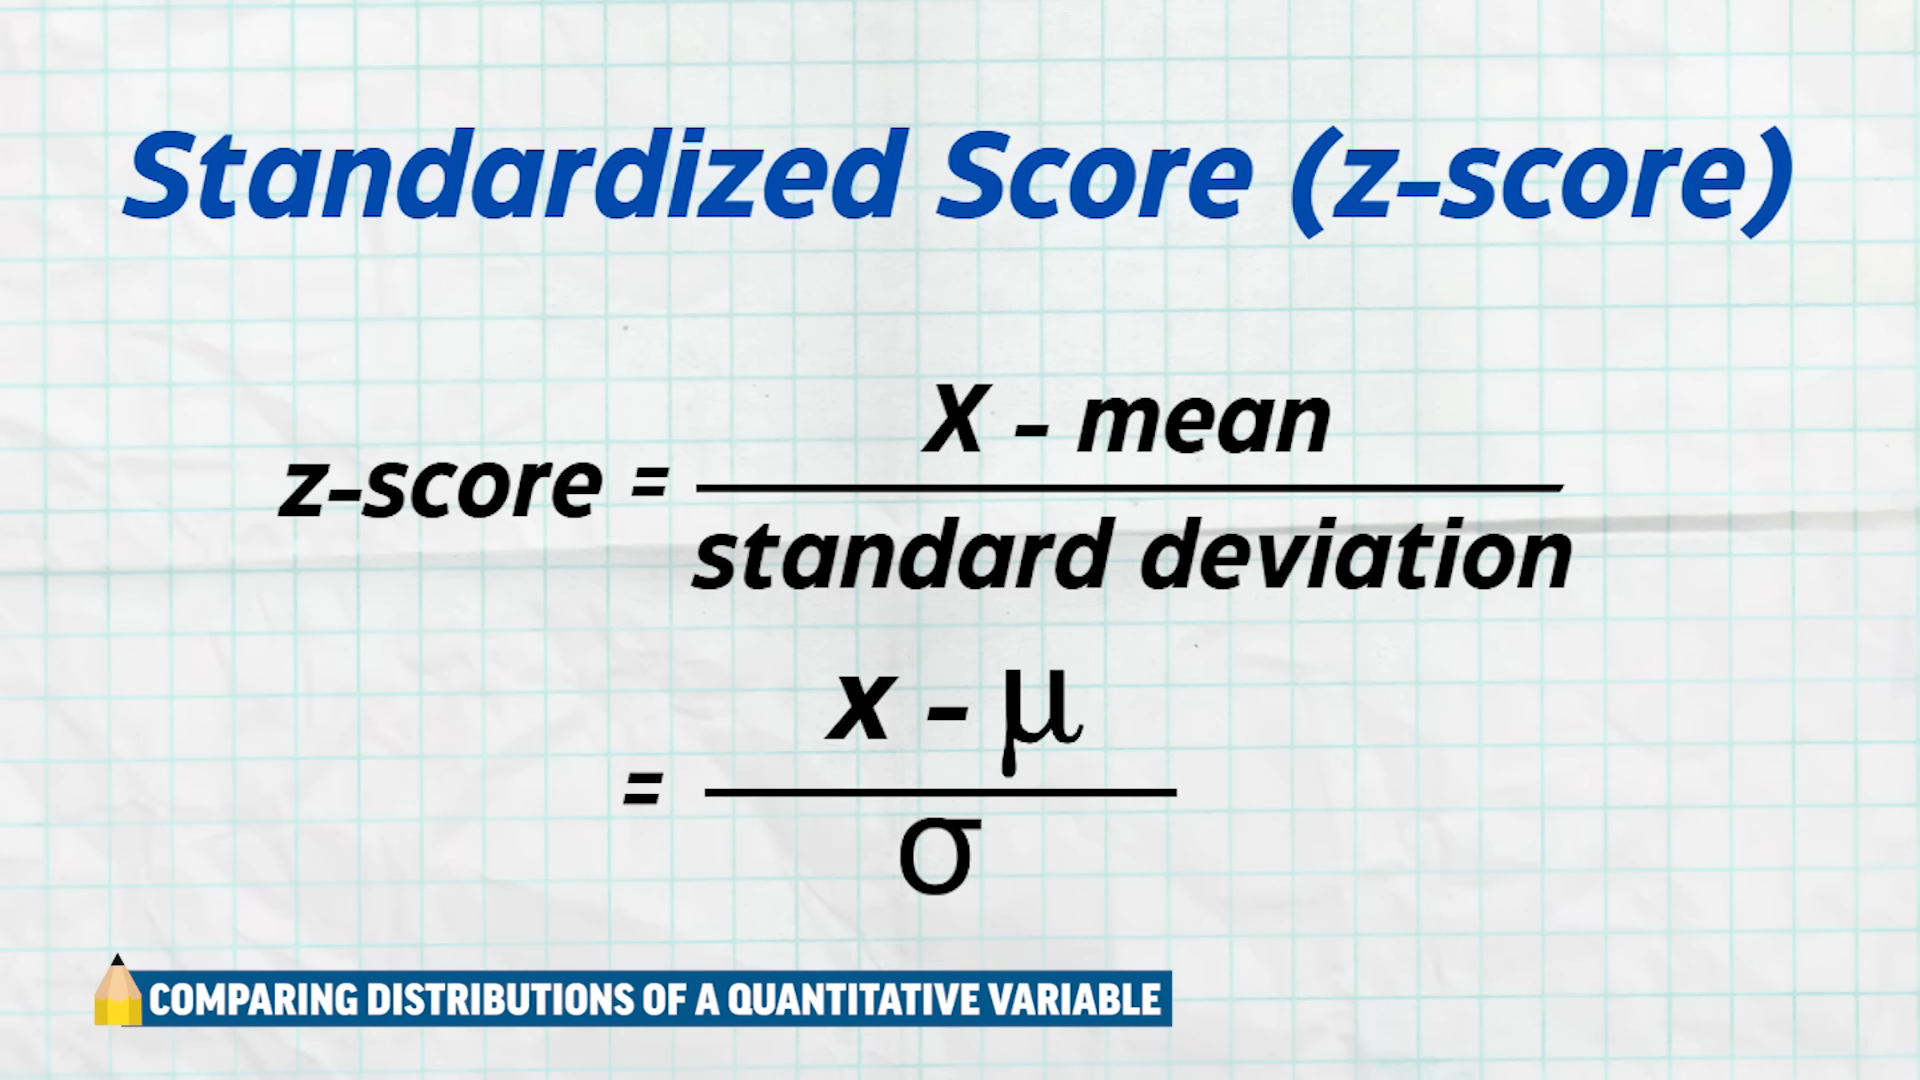 Standardized Score (z-score)
X - mean
z-score =
standard deviation
x - μ
=
σ
COMPARING DISTRIBUTIONS OF A QUANTITATIVE VARIABLE